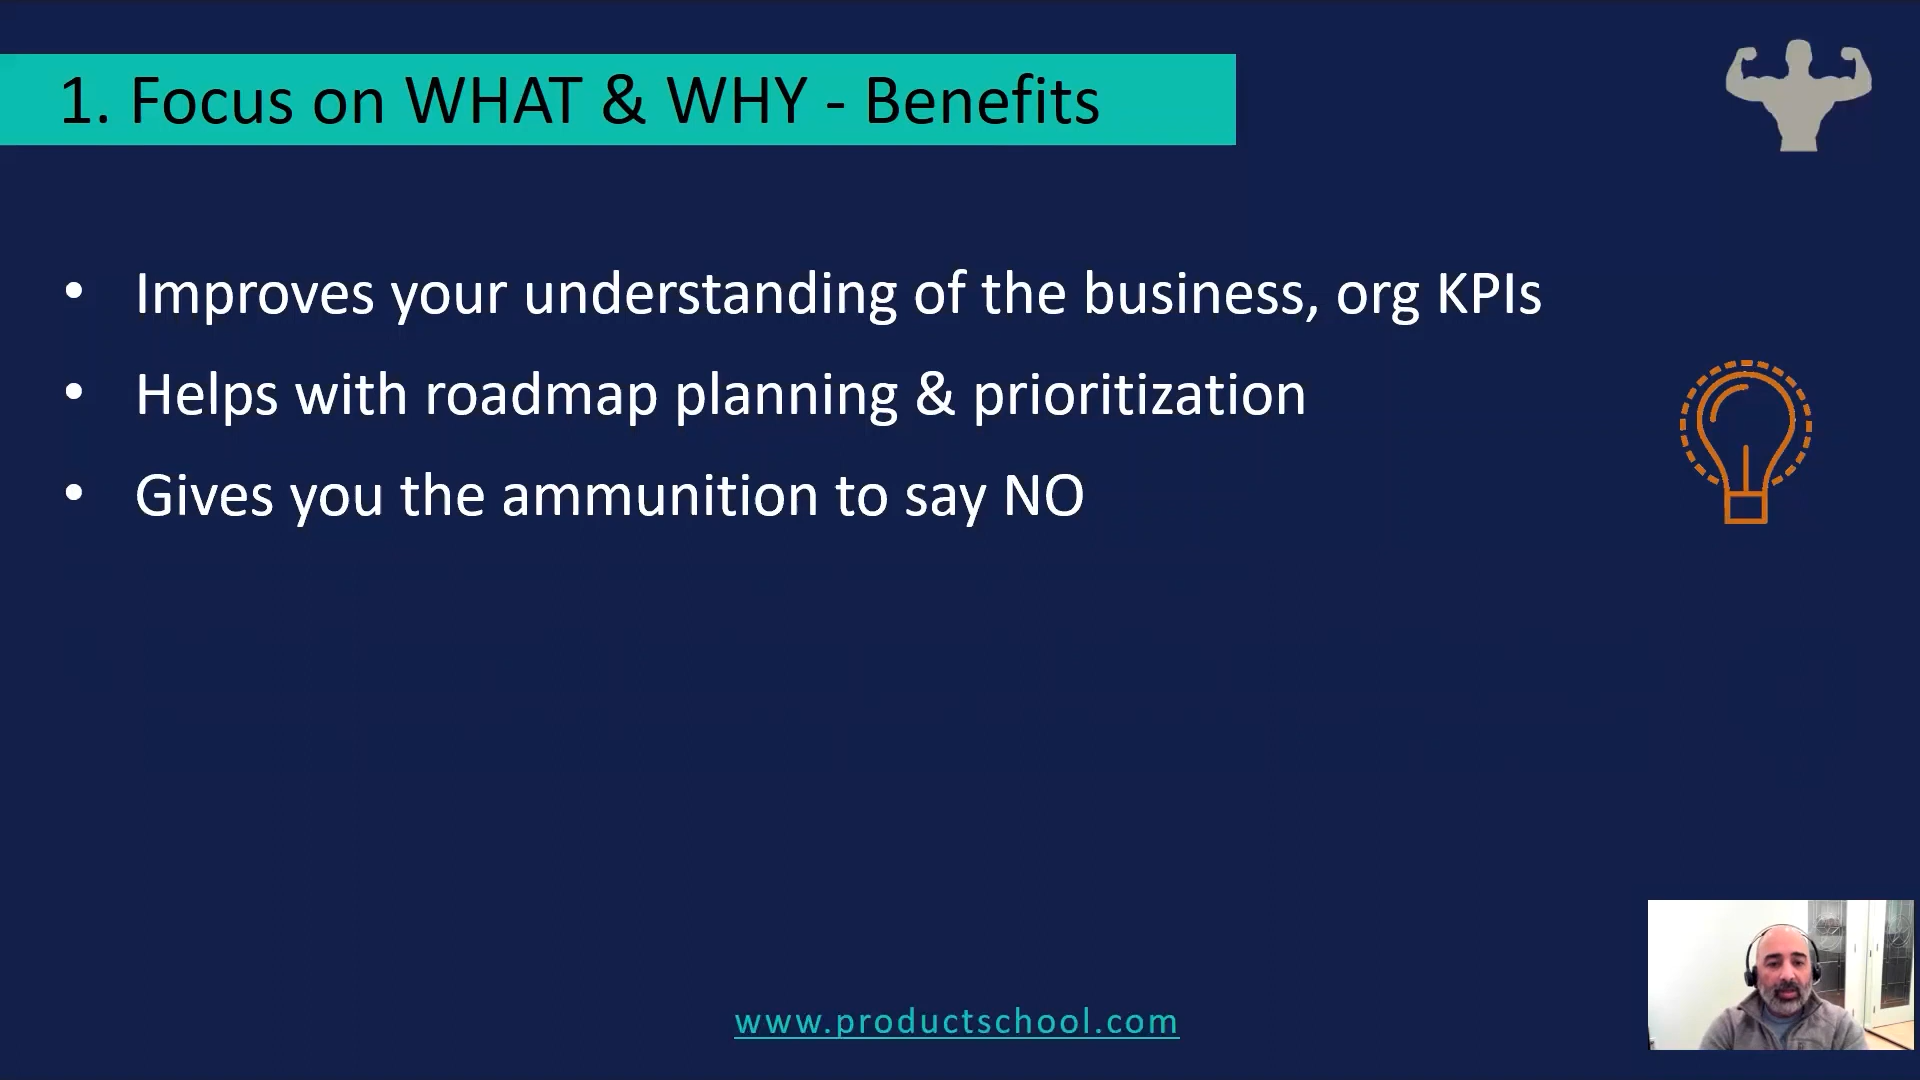 1. Focus on WHAT & WHY - Benefits
• Improves your understanding of the business, org KPIs
• Helps with roadmap planning & prioritization
• Gives you the ammunition to say NO
www.productschool.com